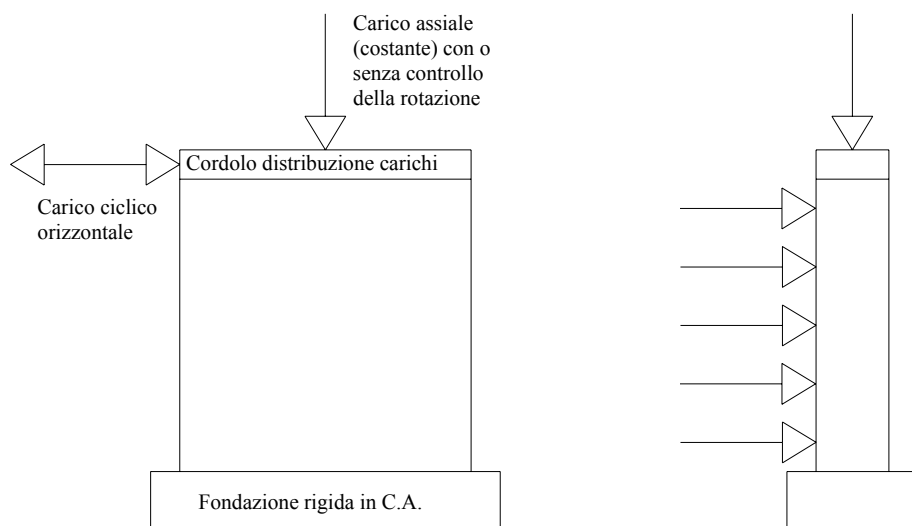 Carico assiale
(costante) con o
senza controllo
della rotazione
Cordolo distribuzione carichi
Carico ciclico
orizzontale
Fondazione rigida in C.A.